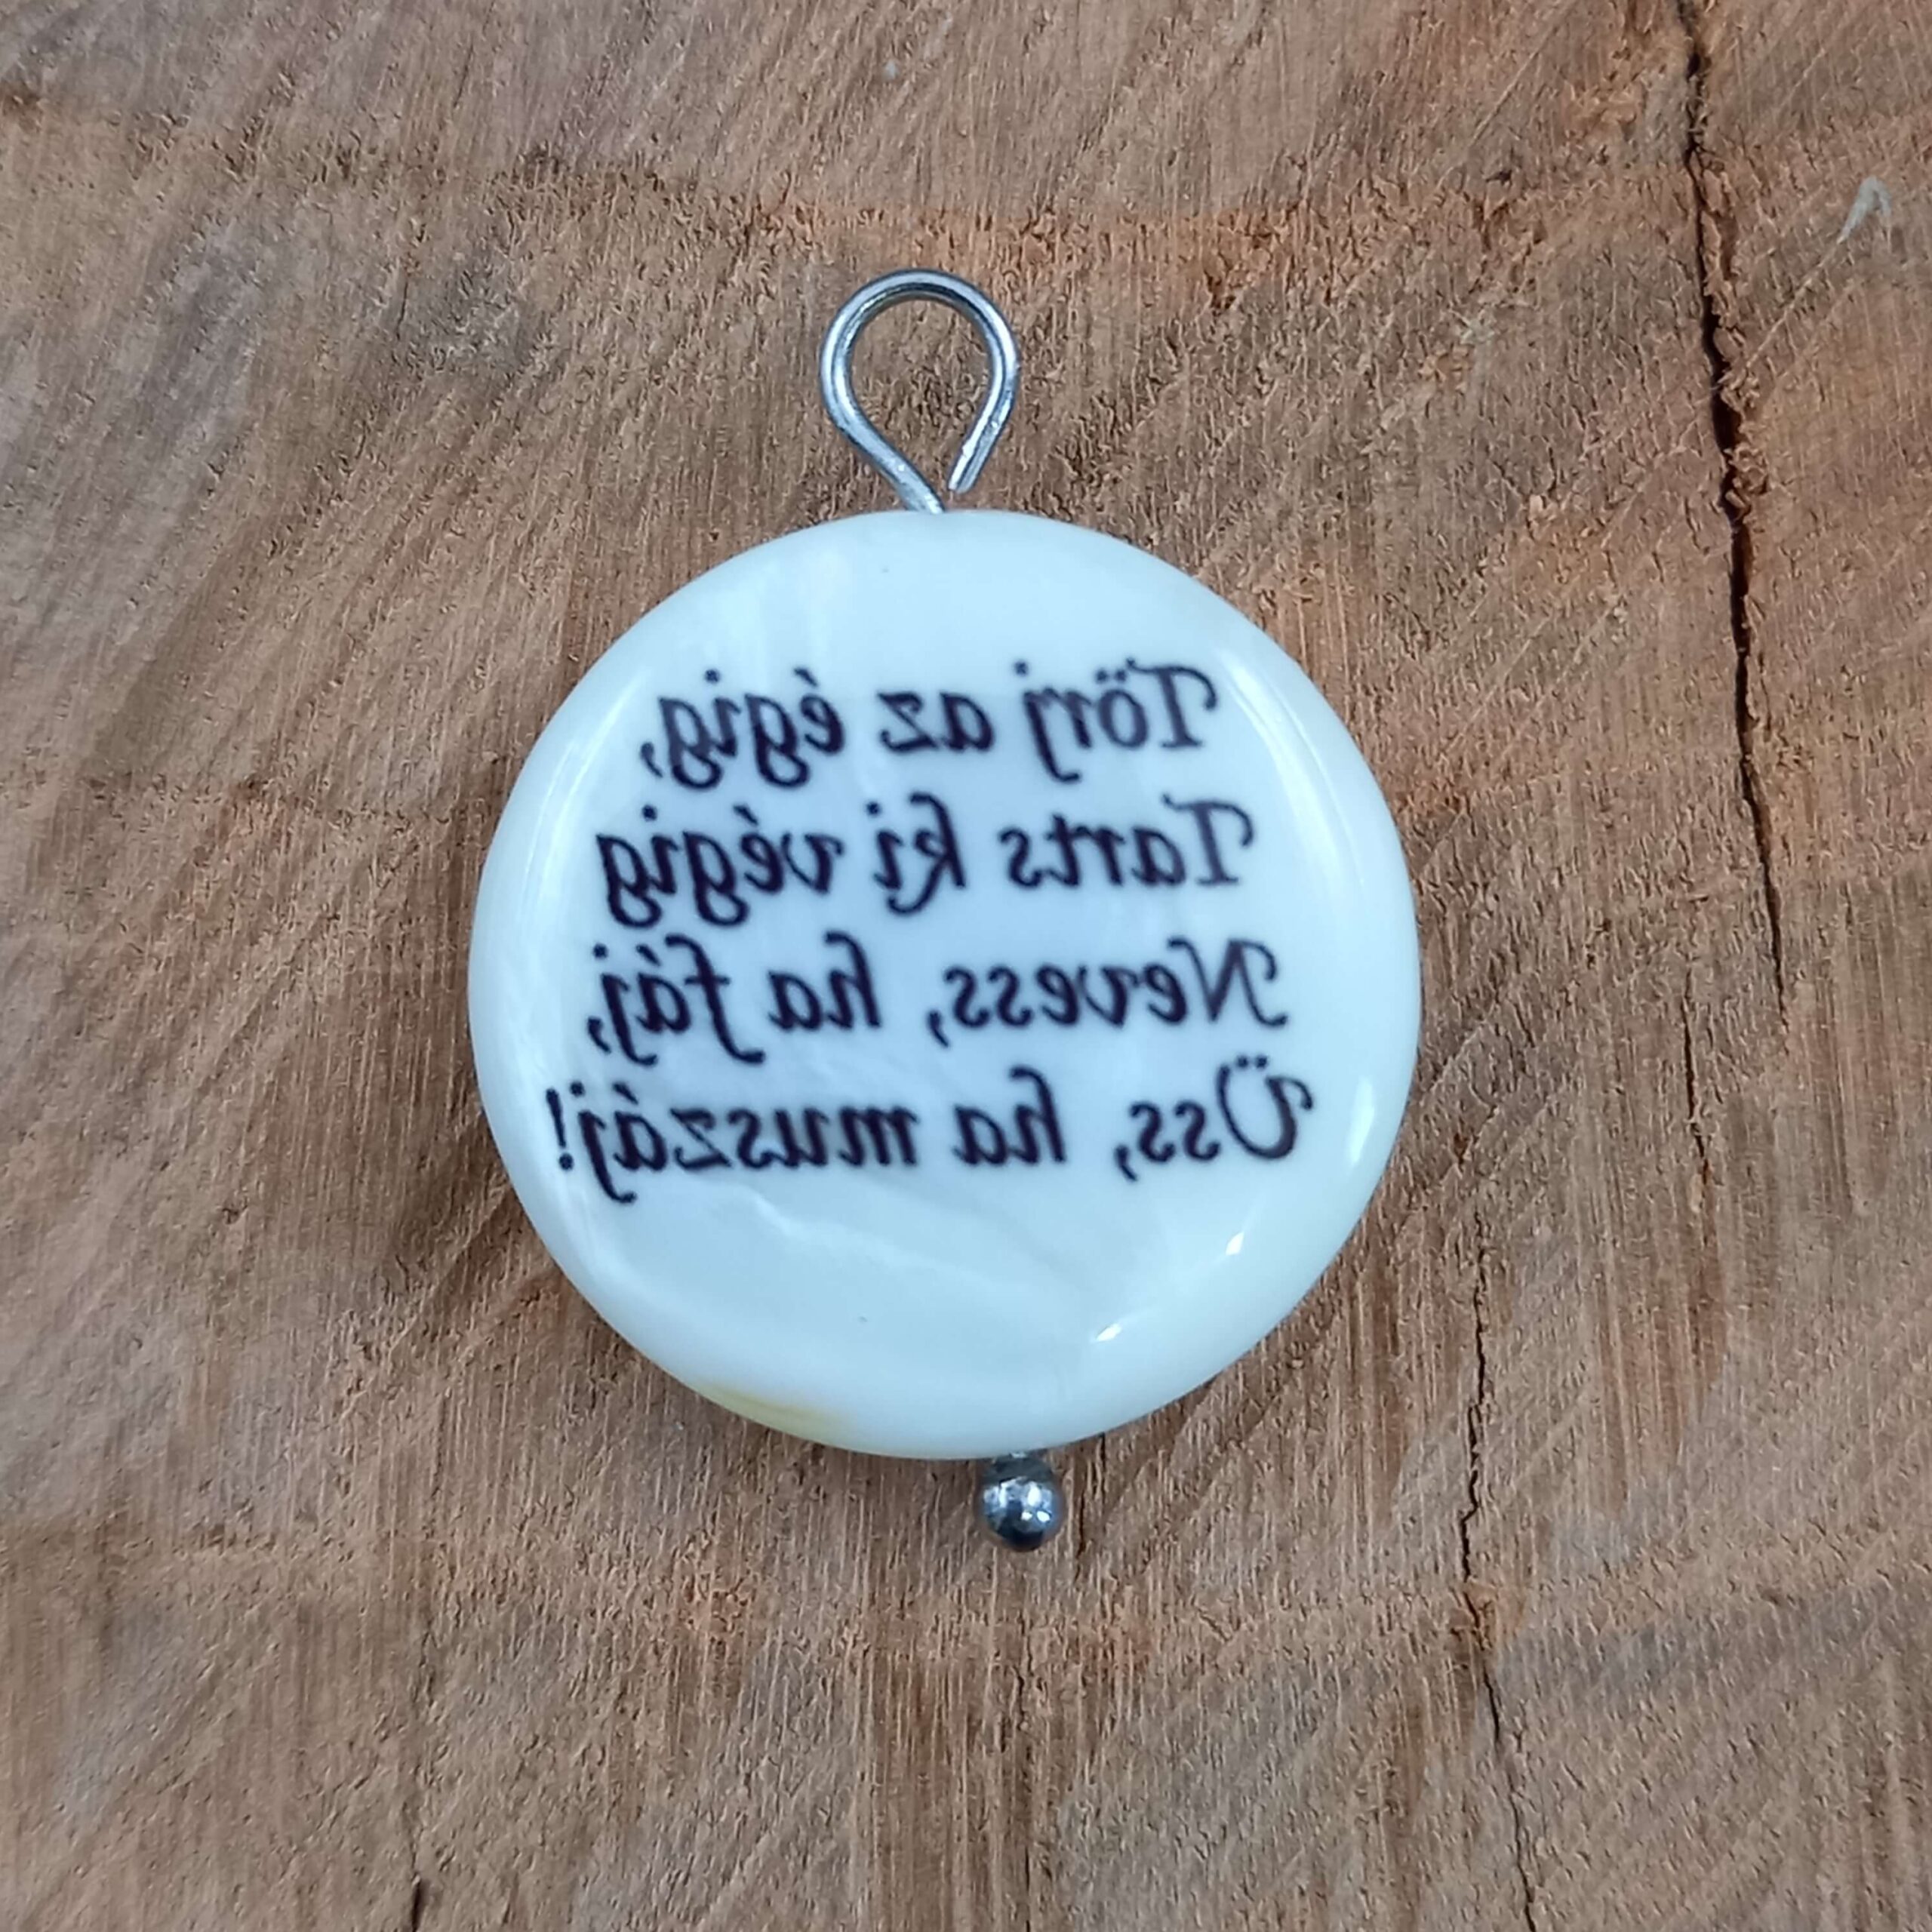 Törj az égig,
Tarts ki végig
Nevess, ha fáj,
Üss, ha muszáj!